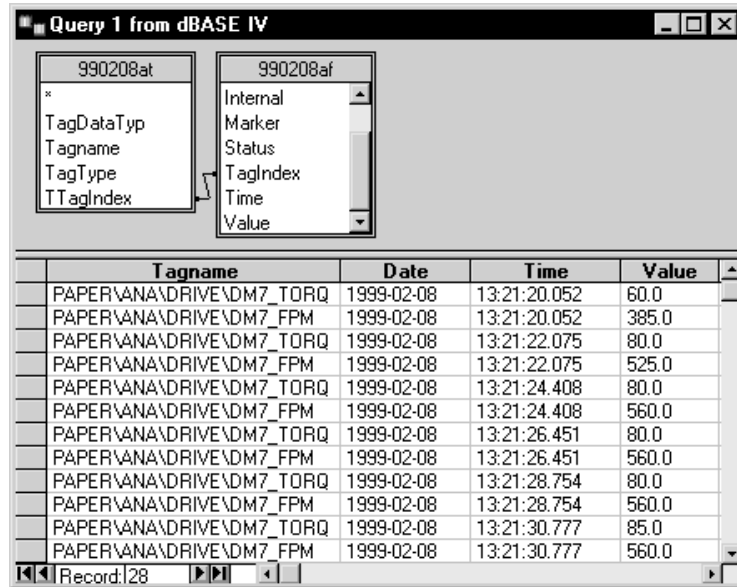 Query 1 from dBASE IV
990208at
*
TagDataTyp
Tagname
TagType
TTagIndex
990208af
Internal
Marker
Status
TagIndex
Time
Value
Tagname Date Time Value
PAPER\ANA\DRIVE\DM7_TORQ 1999-02-08 13:21:20.052 60.0
PAPER\ANA\DRIVE\DM7_FPM 1999-02-08 13:21:20.052 385.0
PAPER\ANA\DRIVE\DM7_TORQ 1999-02-08 13:21:22.075 80.0
PAPER\ANA\DRIVE\DM7_FPM 1999-02-08 13:21:22.075 525.0
PAPER\ANA\DRIVE\DM7_TORQ 1999-02-08 13:21:24.408 80.0
PAPER\ANA\DRIVE\DM7_FPM 1999-02-08 13:21:24.408 560.0
PAPER\ANA\DRIVE\DM7_TORQ 1999-02-08 13:21:26.451 80.0
PAPER\ANA\DRIVE\DM7_FPM 1999-02-08 13:21:26.451 560.0
PAPER\ANA\DRIVE\DM7_TORQ 1999-02-08 13:21:28.754 80.0
PAPER\ANA\DRIVE\DM7_FPM 1999-02-08 13:21:28.754 560.0
PAPER\ANA\DRIVE\DM7_TORQ 1999-02-08 13:21:30.777 85.0
PAPER\ANA\DRIVE\DM7_FPM 1999-02-08 13:21:30.777 560.0
Record: 28